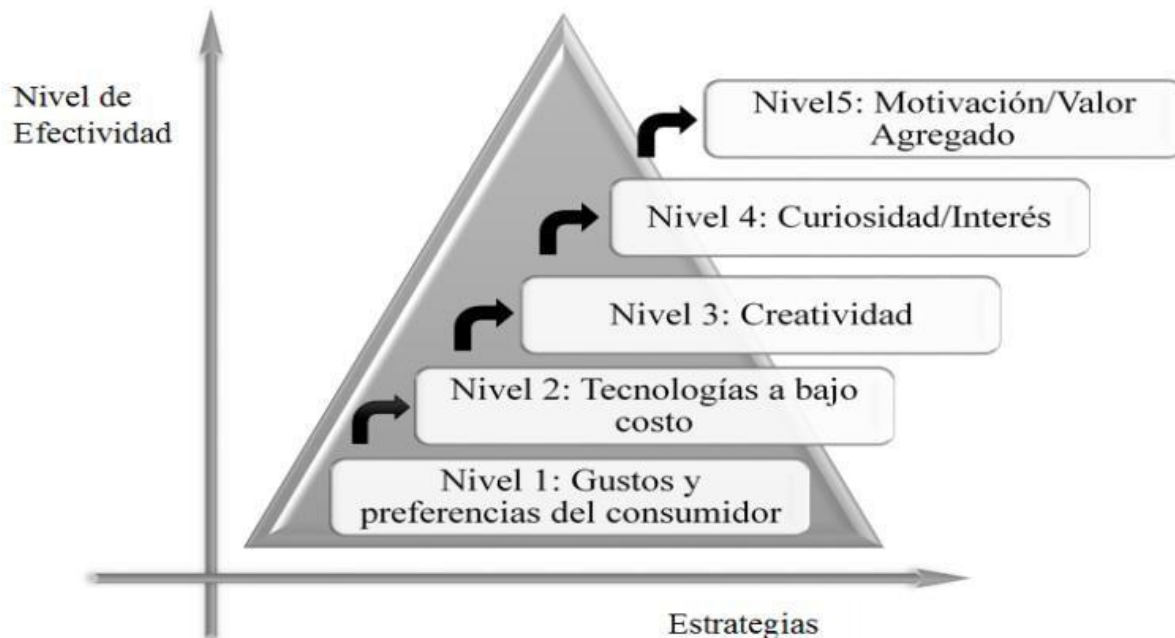 Nivel de
Efectividad
Nivel5: Motivación/Valor
Agregado
Nivel 4: Curiosidad/Interés
Nivel 3: Creatividad
Nivel 2: Tecnologías a bajo
costo
Nivel 1: Gustos y
preferencias del consumidor
Estrategias